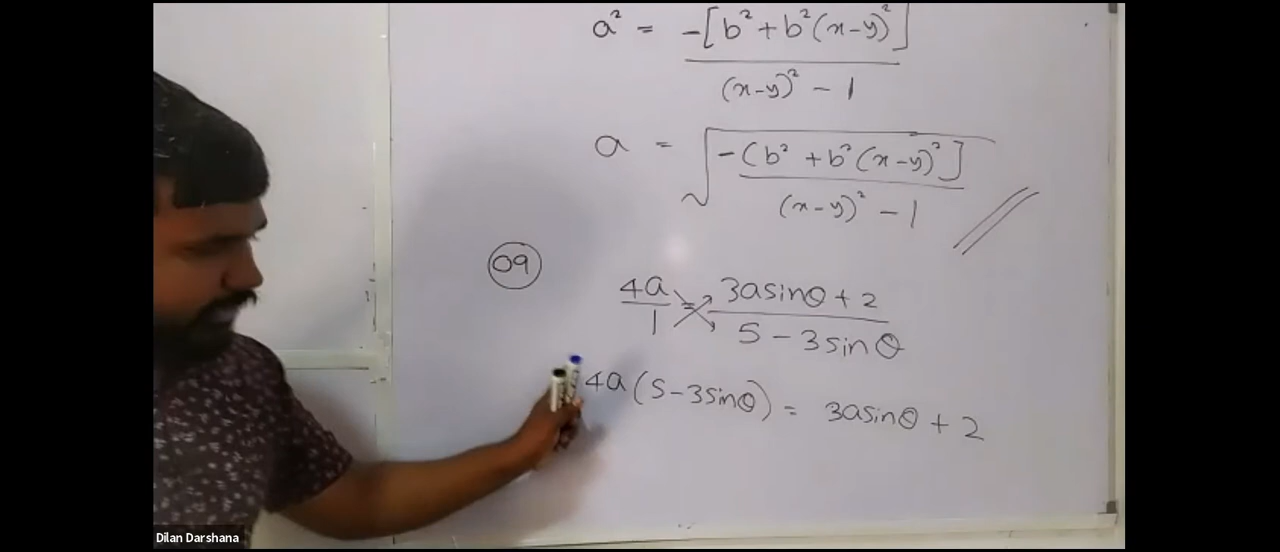 a² = -[b² + b²(x-y)²] / (x-y)² - 1
a = √(-(b² + b²(x-y)²] / (x-y)² - 1)
09
4a / 1 = 3asinθ + 2 / 5 - 3sinθ
4a(5-3sinθ) = 3asinθ + 2
Dilan Darshana